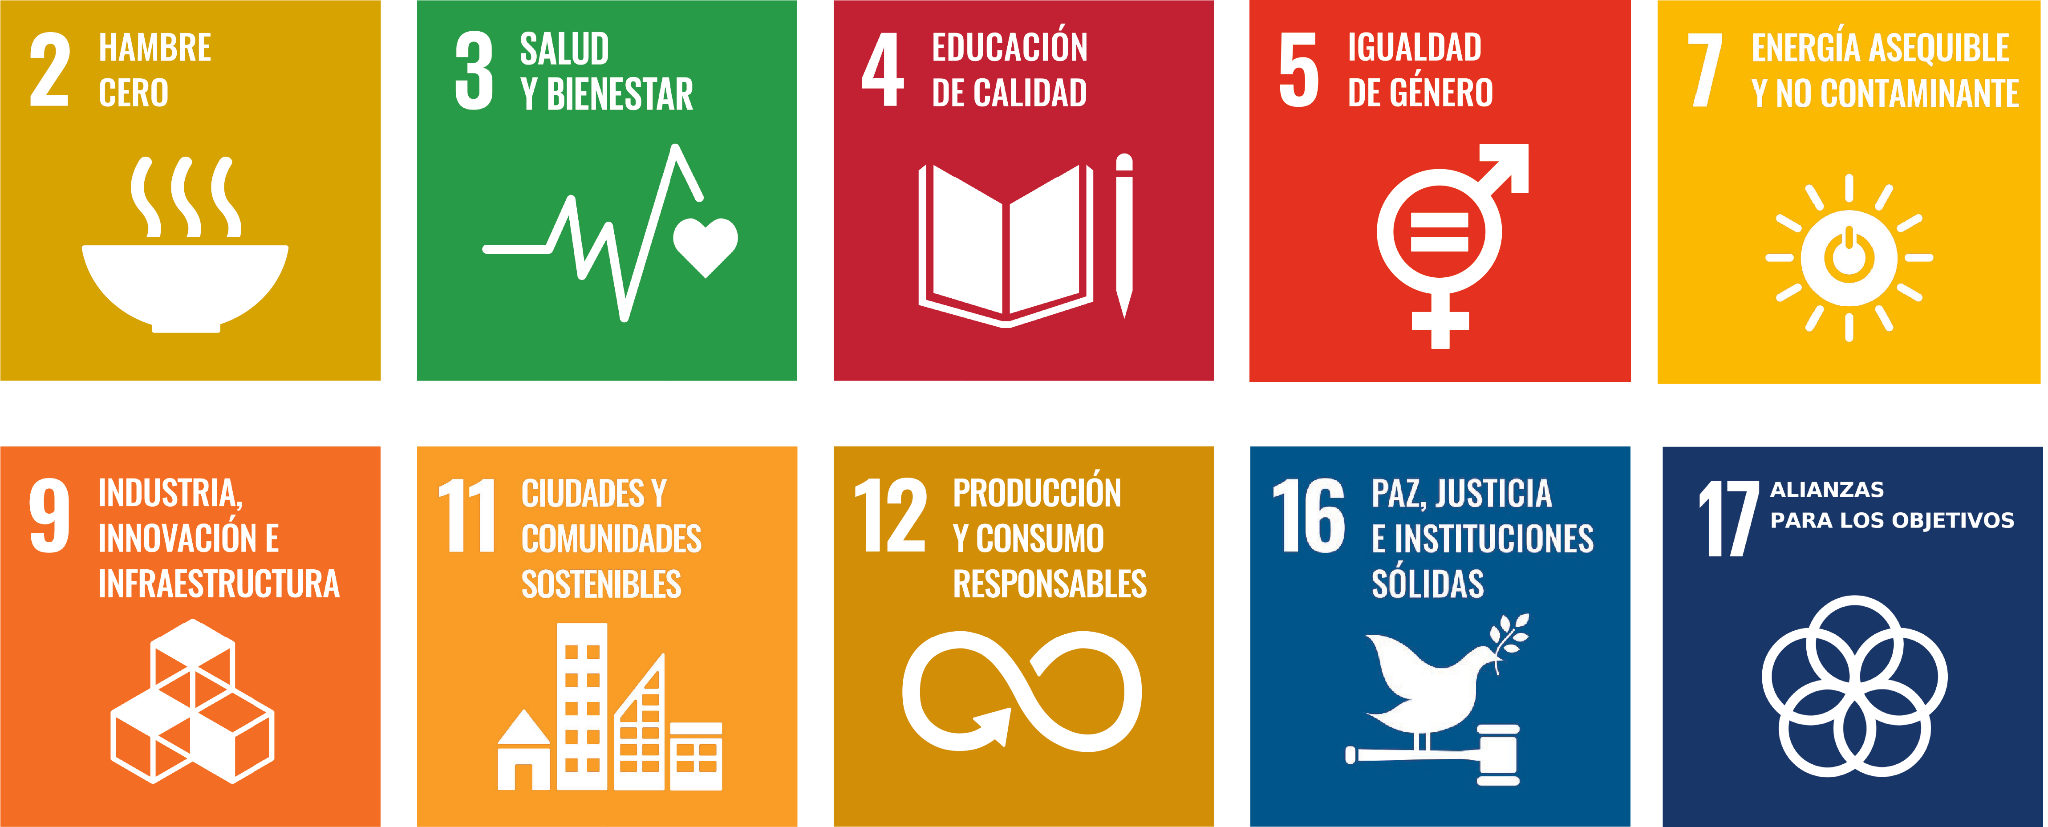 2 HAMBRE
CERO
3 SALUD
Y BIENESTAR
4 EDUCACIÓN
DE CALIDAD
5 IGUALDAD
DE GÉNERO
7 ENERGÍA ASEQUIBLE
Y NO CONTAMINANTE
9 INDUSTRIA,
INNOVACIÓN E
INFRAESTRUCTURA
11 CIUDADES Y
COMUNIDADES
SOSTENIBLES
12 PRODUCCIÓN
Y CONSUMO
RESPONSABLES
16 PAZ, JUSTICIA
E INSTITUCIONES
SÓLIDAS
17 ALIANZAS
PARA LOS OBJETIVOS